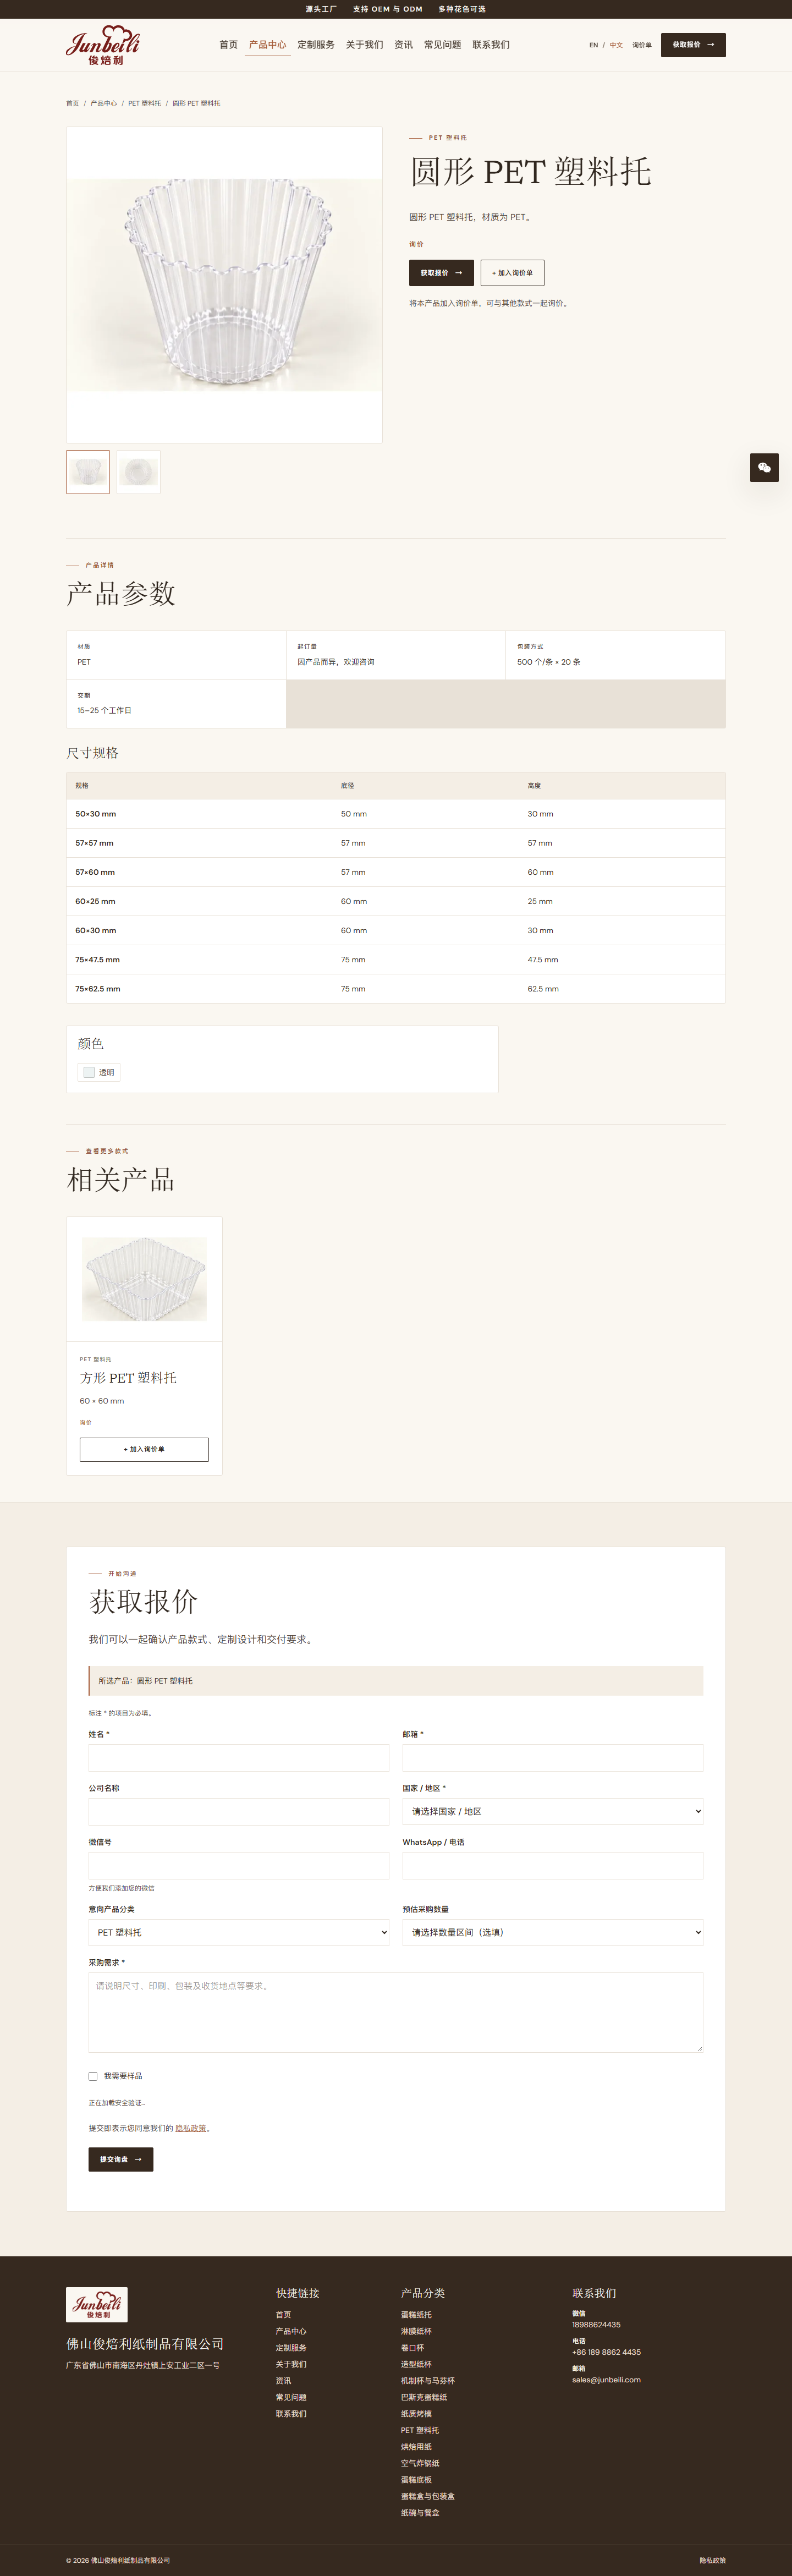 源头工厂 支持 OEM 与 ODM 多种花色可选
Junbeili
俊焙利
首页 产品中心 定制服务 关于我们 资讯 常见问题 联系我们
EN / 中文 询价单 获取报价 →
首页 / 产品中心 / PET 塑料托 / 圆形 PET 塑料托
PET 塑料托
圆形 PET 塑料托
圆形 PET 塑料托，材质为 PET。
询价
获取报价 →
+ 加入询价单
将本产品加入询价单，可与其他款式一起询价。
产品详情
产品参数
材质
PET
起订量
因产品而异，欢迎咨询
包装方式
500 个/条 × 20 条
交期
15–25 个工作日
尺寸规格
规格 底径 高度
50×30 mm 50 mm 30 mm
57×57 mm 57 mm 57 mm
57×60 mm 57 mm 60 mm
60×25 mm 60 mm 25 mm
60×30 mm 60 mm 30 mm
75×47.5 mm 75 mm 47.5 mm
75×62.5 mm 75 mm 62.5 mm
颜色
透明
查看更多款式
相关产品
PET 塑料托
方形 PET 塑料托
60 × 60 mm
询价
+ 加入询价单
开始沟通
获取报价
我们可以一起确认产品款式、定制设计和交付要求。
所选产品：圆形 PET 塑料托
标注 * 的项目为必填。
姓名 * 邮箱 *
公司名称 国家 / 地区 *
请选择国家 / 地区
微信号 WhatsApp / 电话
方便我们添加您的微信
意向产品分类 预估采购数量
PET 塑料托 请选择数量区间（选填）
采购需求 *
请说明尺寸、印刷、包装及收货地点等要求。
我需要样品
正在加载安全验证…
提交即表示您同意我们的 隐私政策。
提交询盘 →
Junbeili
俊焙利
佛山俊焙利纸制品有限公司
广东省佛山市南海区丹灶镇上安工业二区一号
快捷链接
首页
产品中心
定制服务
关于我们
资讯
常见问题
联系我们
产品分类
蛋糕纸托
淋膜纸杯
卷口杯
造型纸杯
机制杯与马芬杯
巴斯克蛋糕纸
纸质烤模
PET 塑料托
烘焙用纸
空气炸锅纸
蛋糕底板
蛋糕盒与包装盒
纸碗与餐盒
联系我们
微信
18988624435
电话
+86 189 8862 4435
邮箱
sales@junbeili.com
© 2026 佛山俊焙利纸制品有限公司
隐私政策